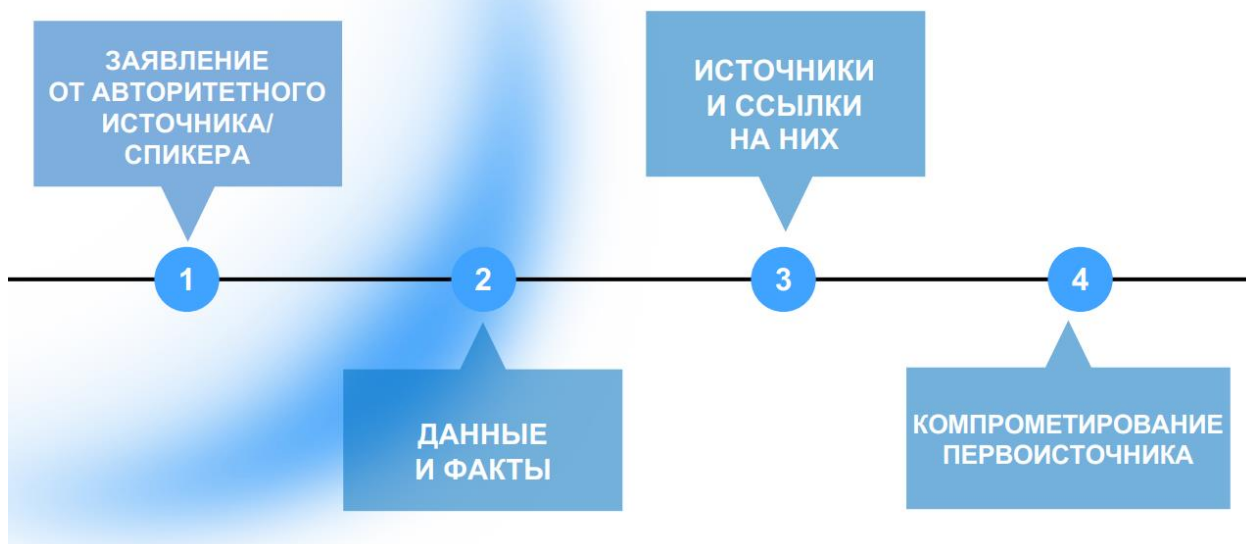 ЗАЯВЛЕНИЕ
ОТ АВТОРИТЕТНОГО
ИСТОЧНИКА/
СПИКЕРА
ИСТОЧНИКИ
И ССЫЛКИ
НА НИХ
1
2
3
4
ДАННЫЕ
И ФАКТЫ
КОМПРОМЕТИРОВАНИЕ
ПЕРВОИСТОЧНИКА